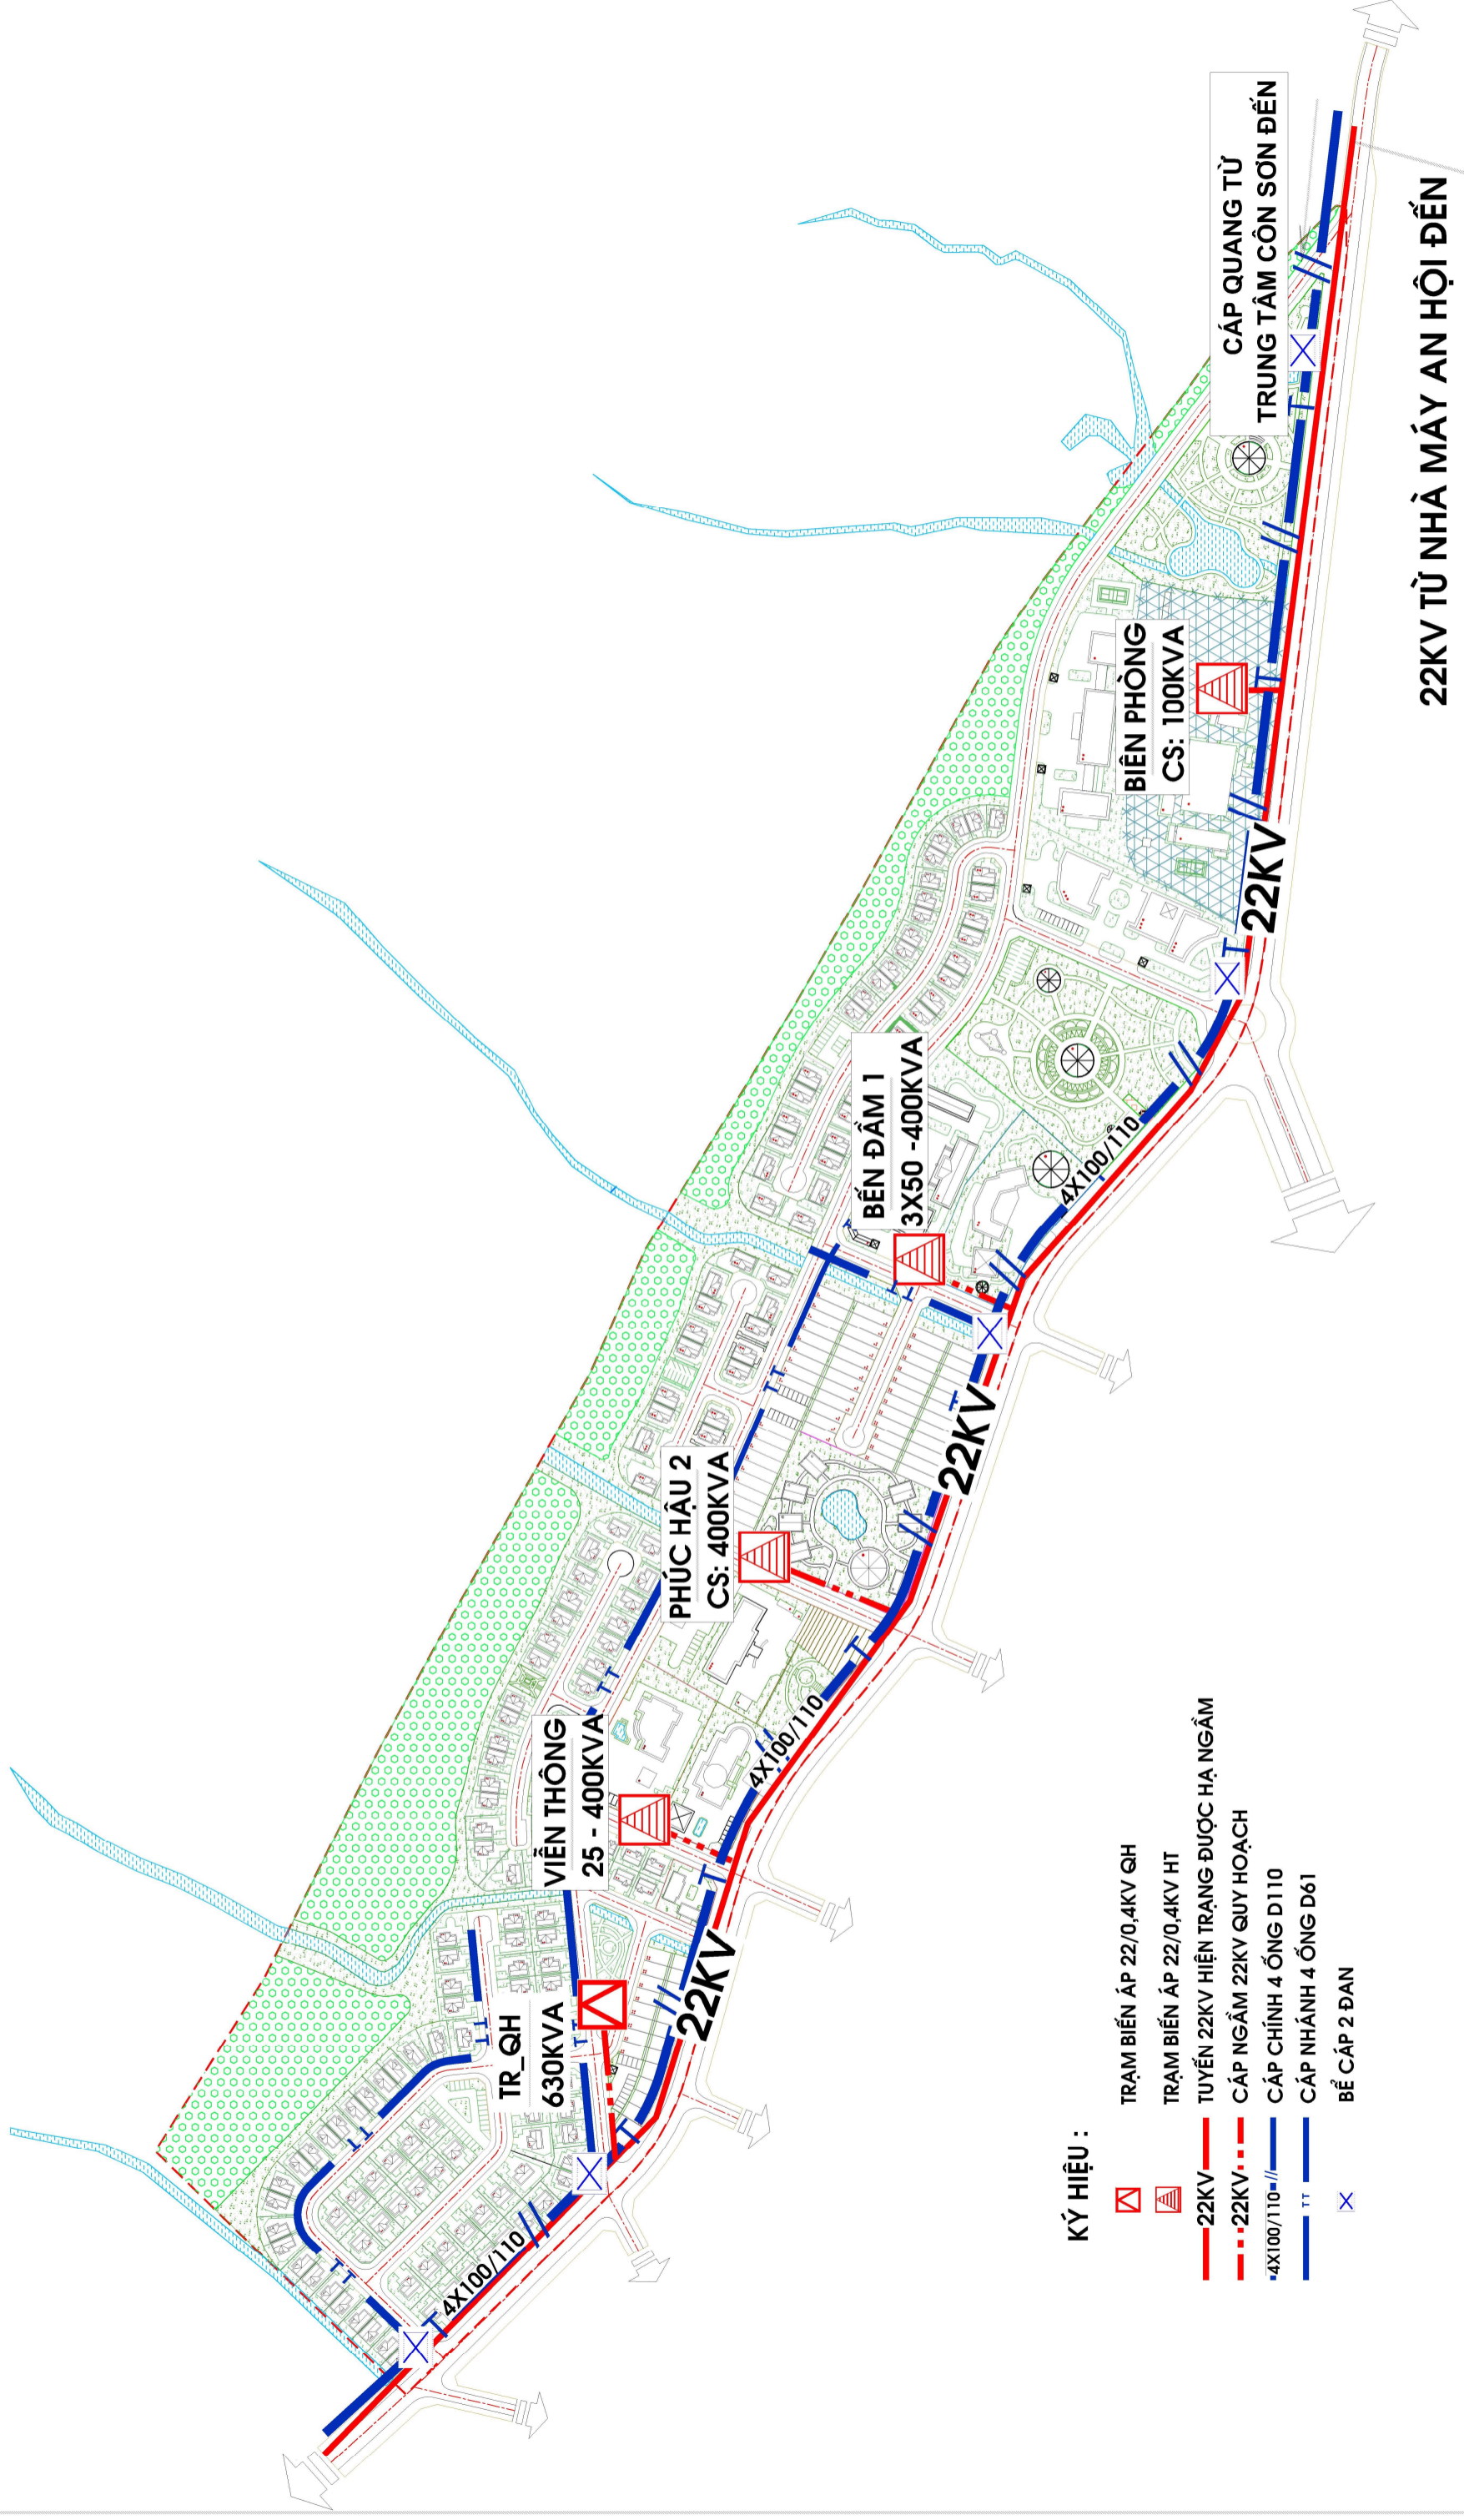 CÁP QUANG TỪ
TRUNG TÂM CÔN SƠN ĐẾN
22KV TỪ NHÀ MÁY AN HỘI ĐẾN
BIÊN PHÒNG
CS: 100KVA
22KV
BẾN ĐẦM 1
3X50 -400KVA
4X100/110
22KV
PHÚC HẬU 2
CS: 400KVA
4X100/110
VIỄN THÔNG
25 - 400KVA
22KV
TR_QH
630KVA
4X100/110
KÝ HIỆU :
TRẠM BIẾN ÁP 22/0,4KV QH
TRẠM BIẾN ÁP 22/0,4KV HT
22KV TUYẾN 22KV HIỆN TRẠNG ĐƯỢC HẠ NGẦM
22KV CÁP NGẦM 22KV QUY HOẠCH
4X100/110 CÁP CHÍNH 4 ỐNG D110
TT CÁP NHÁNH 4 ỐNG D61
BỂ CÁP 2 ĐAN